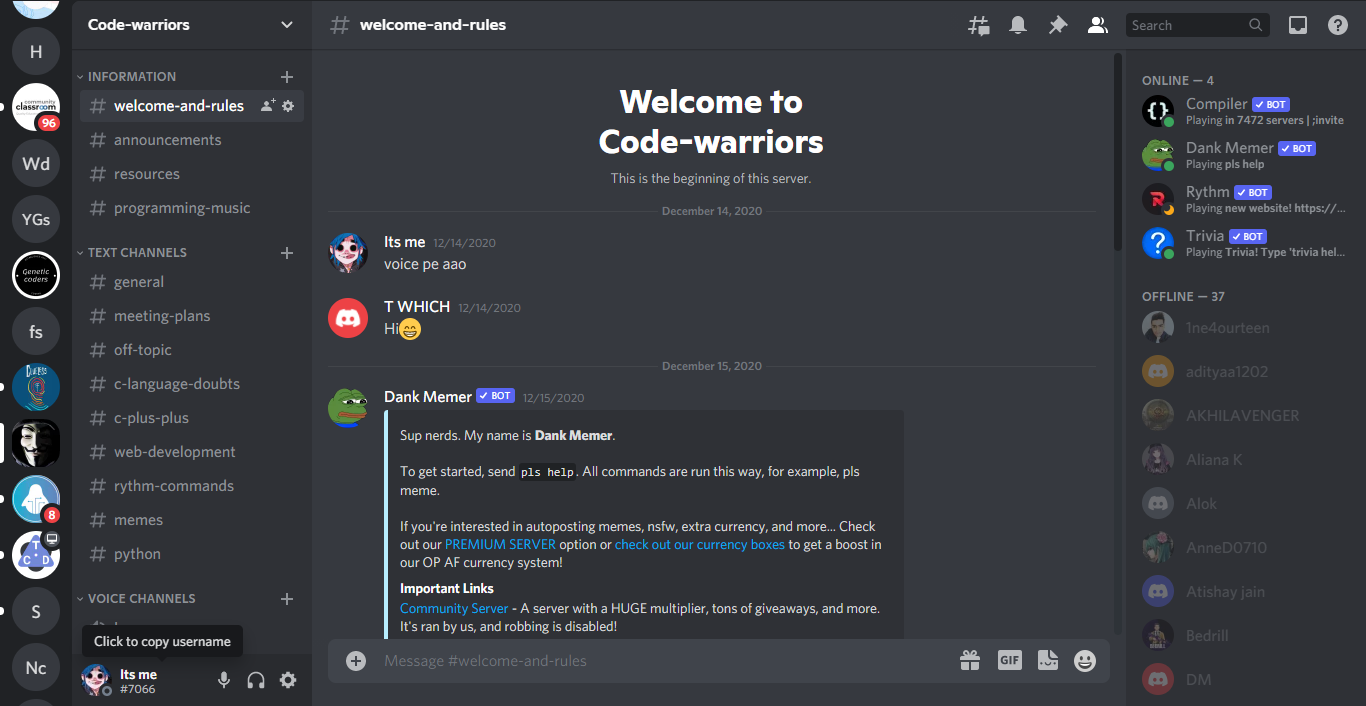 H
community
classroom
96
Wd
YGs
Genetic
coders
fs
8
T
C D
S
Nc
Code-warriors
INFORMATION
welcome-and-rules
announcements
resources
programming-music
TEXT CHANNELS
general
meeting-plans
off-topic
c-language-doubts
c-plus-plus
web-development
rythm-commands
memes
python
VOICE CHANNELS
Click to copy username
Its me
#7066
welcome-and-rules
Search
Welcome to
Code-warriors
This is the beginning of this server.
December 14, 2020
Its me 12/14/2020
voice pe aao
T WHICH 12/14/2020
Hi😁
December 15, 2020
Dank Memer ✓ BOT 12/15/2020
Sup nerds. My name is Dank Memer.
To get started, send pls help. All commands are run this way, for example, pls
meme.
If you're interested in autoposting memes, nsfw, extra currency, and more... Check
out our PREMIUM SERVER option or check out our currency boxes to get a boost in
our OP AF currency system!
Important Links
Community Server - A server with a HUGE multiplier, tons of giveaways, and more.
It's ran by us, and robbing is disabled!
Message #welcome-and-rules
GIF
ONLINE — 4
Compiler ✓ BOT
Playing in 7472 servers | ;invite
Dank Memer ✓ BOT
Playing pls help
Rythm ✓ BOT
Playing new website! https://...
Trivia ✓ BOT
Playing Trivia! Type 'trivia hel...
OFFLINE — 37
1ne4ourteen
adityaa1202
AKHILAVENGER
Aliana K
Alok
AnneD0710
Atishay jain
Bedrill
DM